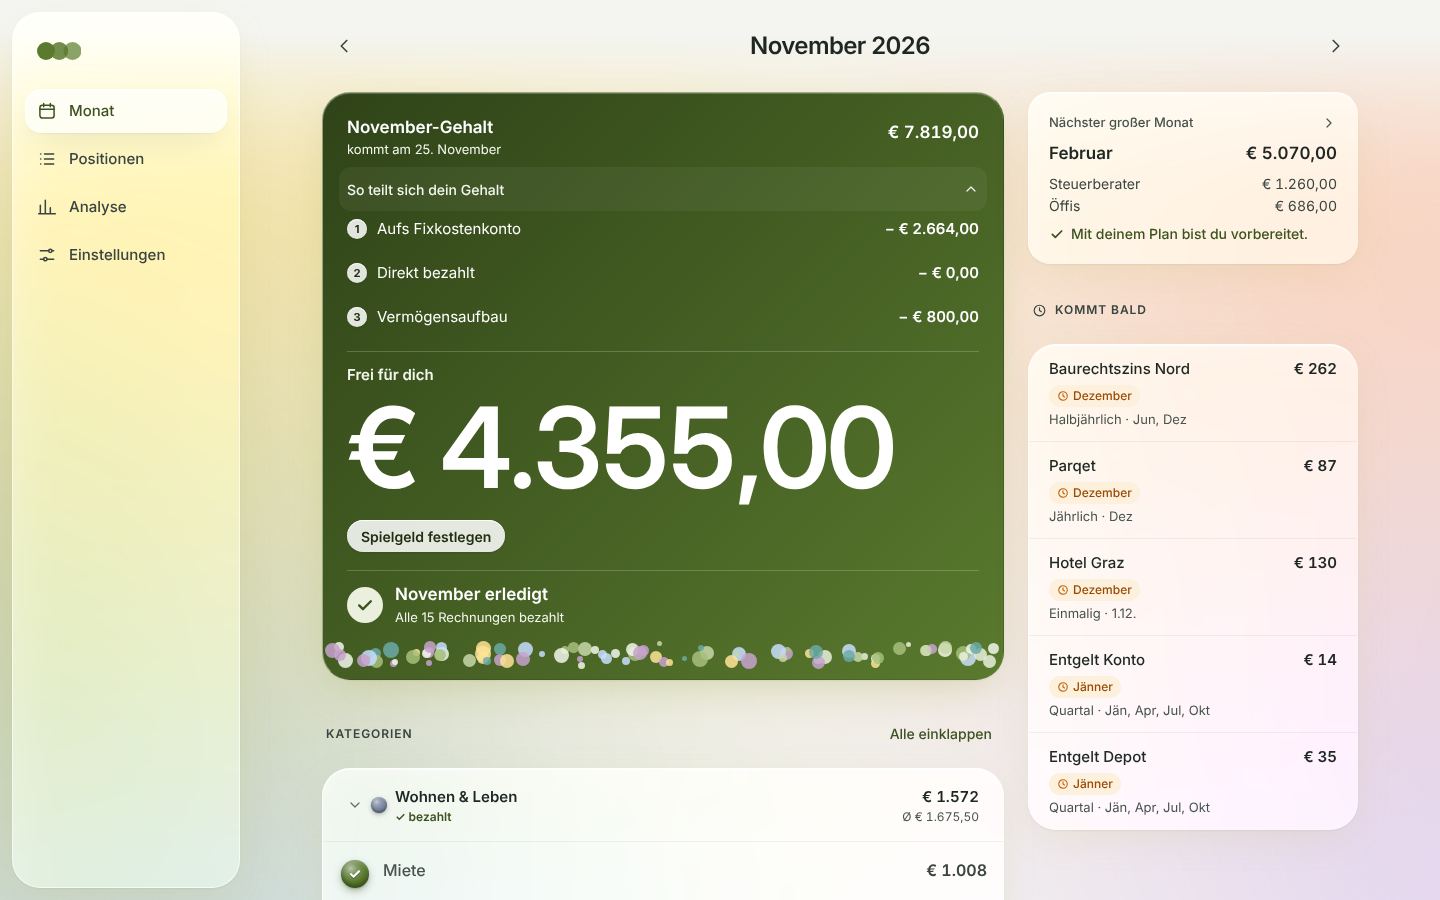 Monat
Positionen
Analyse
Einstellungen
November 2026
November-Gehalt
€ 7.819,00
kommt am 25. November
So teilt sich dein Gehalt
1 Aufs Fixkostenkonto – € 2.664,00
2 Direkt bezahlt – € 0,00
3 Vermögensaufbau – € 800,00
Frei für dich
€ 4.355,00
Spielgeld festlegen
November erledigt
Alle 15 Rechnungen bezahlt
KATEGORIEN
Alle einklappen
Wohnen & Leben € 1.572
bezahlt Ø € 1.675,50
Miete € 1.008
Nächster großer Monat
Februar € 5.070,00
Steuerberater € 1.260,00
Öffis € 686,00
Mit deinem Plan bist du vorbereitet.
KOMMT BALD
Baurechtszins Nord € 262
Dezember
Halbjährlich · Jun, Dez
Parqet € 87
Dezember
Jährlich · Dez
Hotel Graz € 130
Dezember
Einmalig · 1.12.
Entgelt Konto € 14
Jänner
Quartal · Jän, Apr, Jul, Okt
Entgelt Depot € 35
Jänner
Quartal · Jän, Apr, Jul, Okt